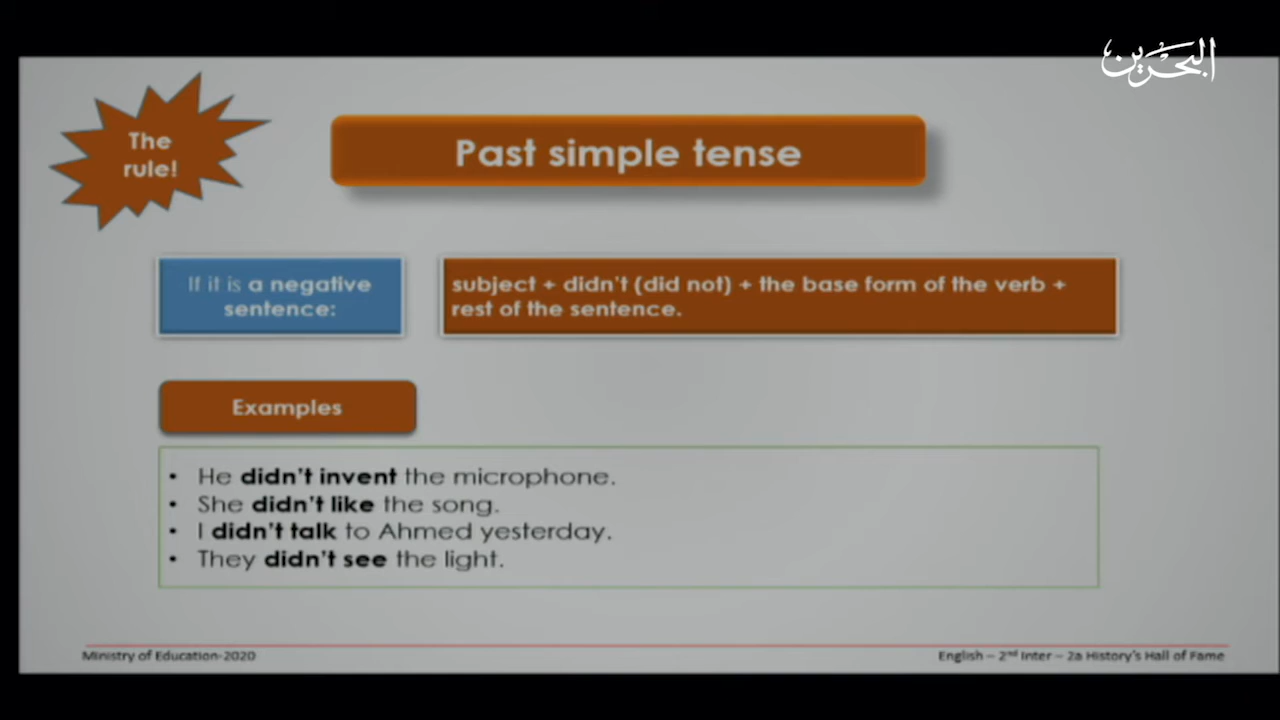 البحرين
The
rule!
Past simple tense
If it is a negative
sentence:
subject + didn't (did not) + the base form of the verb +
rest of the sentence.
Examples
• He didn't invent the microphone.
• She didn't like the song.
• I didn't talk to Ahmed yesterday.
• They didn't see the light.
Ministry of Education-2020
English – 2nd Inter – 2a History's Hall of Fame